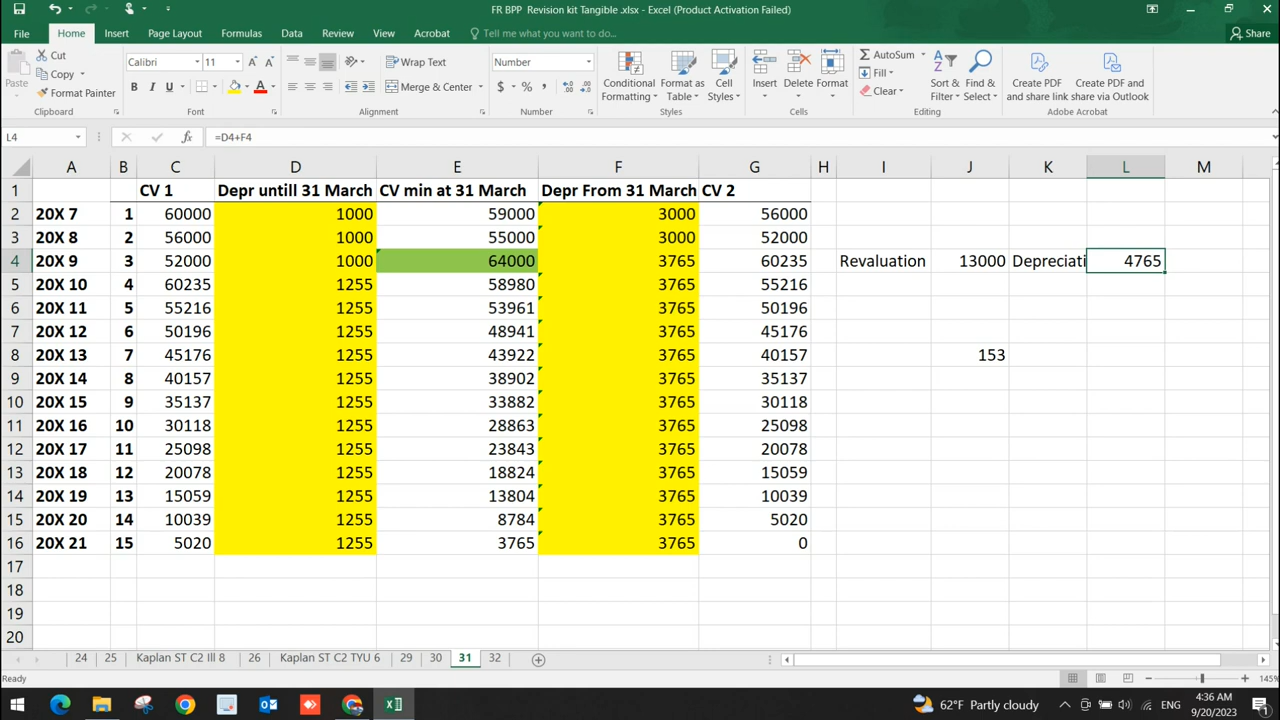 FR BPP Revision kit Tangible .xlsx - Excel (Product Activation Failed)
File Home Insert Page Layout Formulas Data Review View Acrobat Tell me what you want to do... Share
Paste Cut Copy Format Painter Clipboard
Calibri 11 B I U A Font
Wrap Text Merge & Center Alignment
Number $ % , Number
Conditional Formatting Format as Table Cell Styles Styles
Insert Delete Format Cells
AutoSum Fill Clear Sort & Filter Find & Select Editing
Create PDF and share link Create PDF and share via Outlook Adobe Acrobat
L4 fx =D4+F4
A B C D E F G H I J K L M
1 CV 1 Depr untill 31 March CV min at 31 March Depr From 31 March CV 2
2 20X 7 1 60000 1000 59000 3000 56000
3 20X 8 2 56000 1000 55000 3000 52000
4 20X 9 3 52000 1000 64000 3765 60235 Revaluation 13000 Depreciati 4765
5 20X 10 4 60235 1255 58980 3765 55216
6 20X 11 5 55216 1255 53961 3765 50196
7 20X 12 6 50196 1255 48941 3765 45176
8 20X 13 7 45176 1255 43922 3765 40157 153
9 20X 14 8 40157 1255 38902 3765 35137
10 20X 15 9 35137 1255 33882 3765 30118
11 20X 16 10 30118 1255 28863 3765 25098
12 20X 17 11 25098 1255 23843 3765 20078
13 20X 18 12 20078 1255 18824 3765 15059
14 20X 19 13 15059 1255 13804 3765 10039
15 20X 20 14 10039 1255 8784 3765 5020
16 20X 21 15 5020 1255 3765 3765 0
17
18
19
20
24 25 Kaplan ST C2 Ill 8 26 Kaplan ST C2 TYU 6 29 30 31 32
Ready 145%
62°F Partly cloudy ENG 4:36 AM
9/20/2023 1